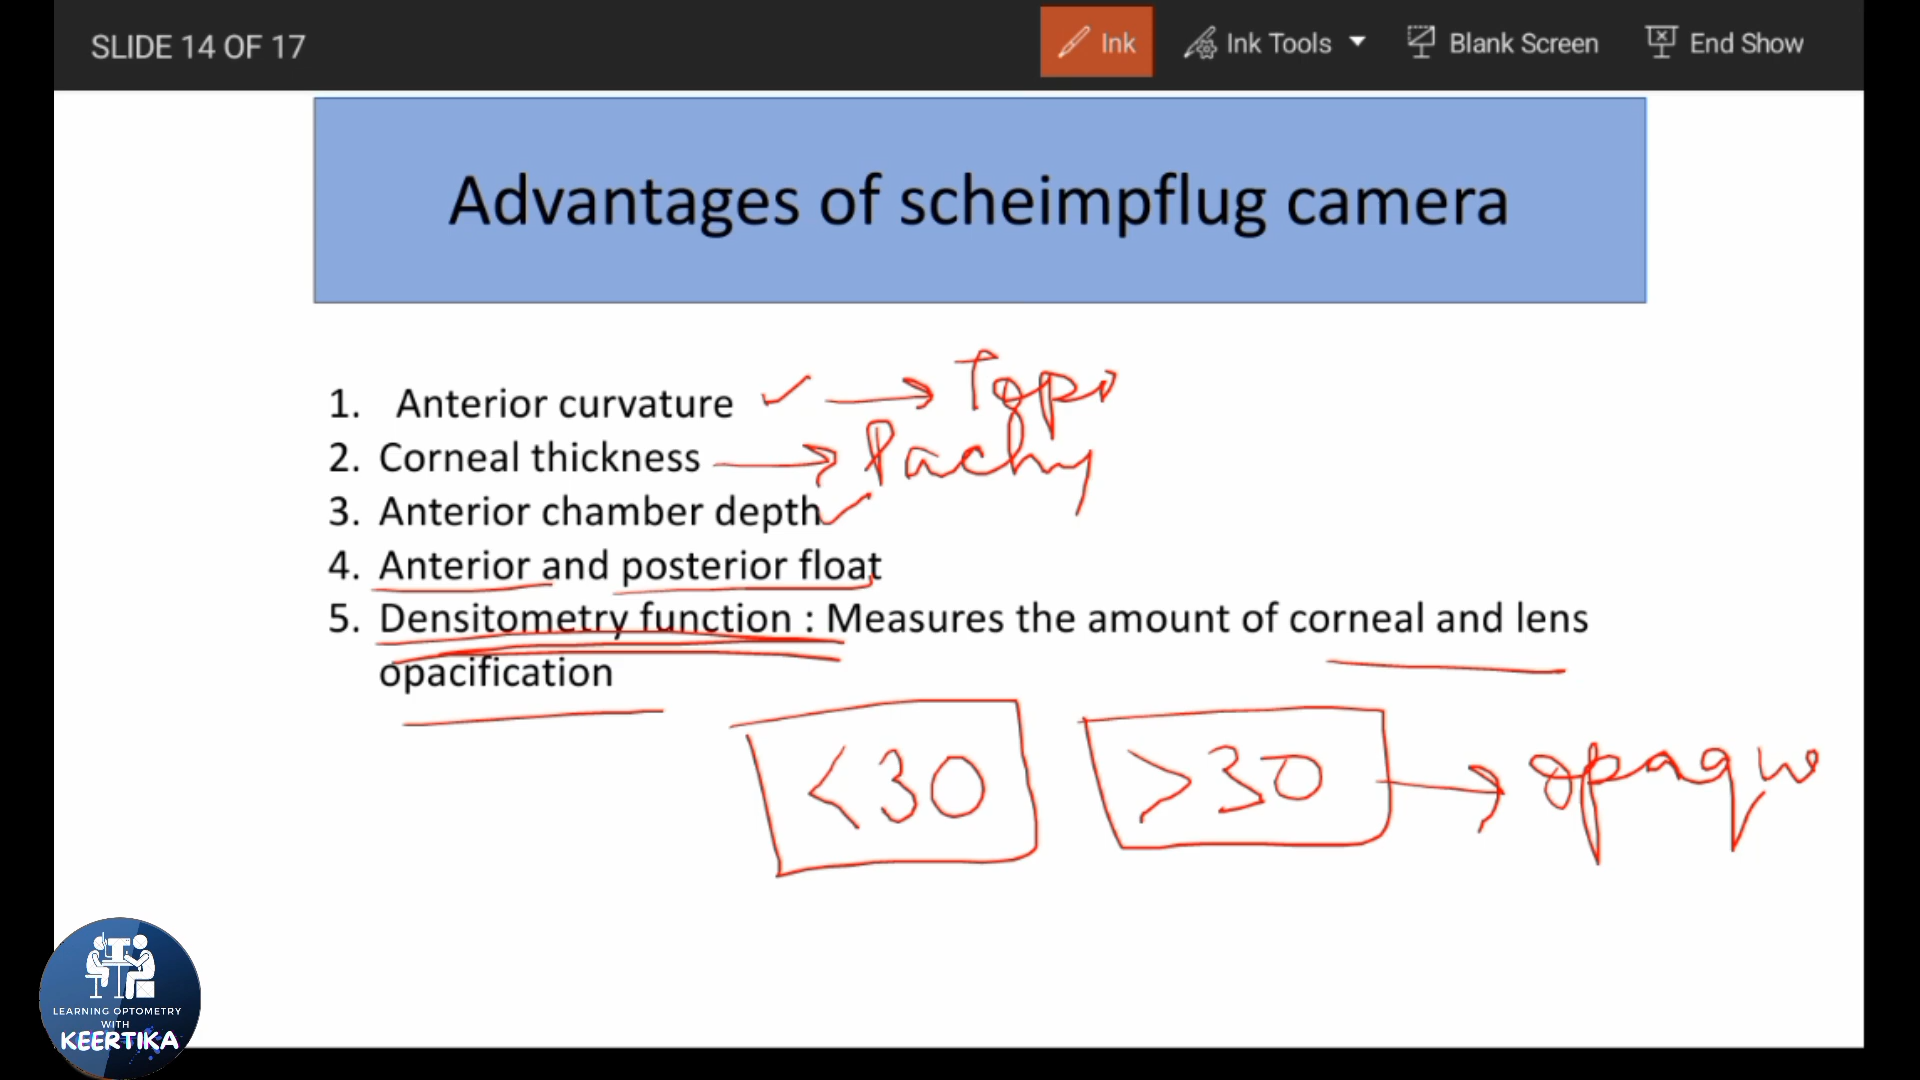 SLIDE 14 OF 17 Ink Ink Tools Blank Screen End Show
Advantages of scheimpflug camera
1. Anterior curvature → Topo
2. Corneal thickness → Pachy
3. Anterior chamber depth
4. Anterior and posterior float
5. Densitometry function : Measures the amount of corneal and lens
opacification
<30 >30 → opaque
LEARNING OPTOMETRY
WITH
KEERTIKA